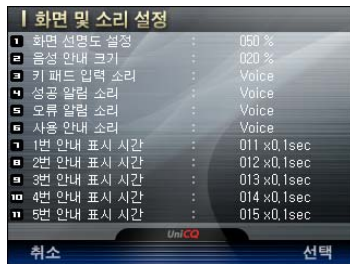 화면 및 소리 설정
1 화면 선명도 설정 : 050 %
2 음성 안내 크기 : 020 %
3 키 패드 입력 소리 : Voice
4 성공 알림 소리 : Voice
5 오류 알림 소리 : Voice
6 사용 안내 소리 : Voice
7 1번 안내 표시 시간 : 011 x0,1sec
8 2번 안내 표시 시간 : 012 x0,1sec
9 3번 안내 표시 시간 : 013 x0,1sec
10 4번 안내 표시 시간 : 014 x0,1sec
11 5번 안내 표시 시간 : 015 x0,1sec
UniCQ
취소 선택